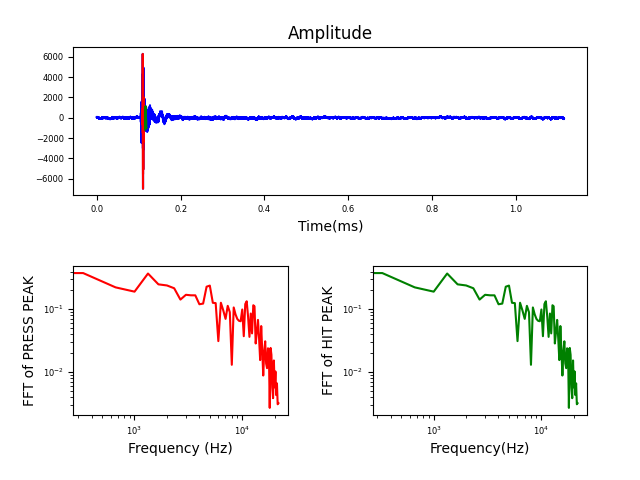 Amplitude
6000
4000
2000
0
−2000
−4000
−6000
0.0 0.2 0.4 0.6 0.8 1.0
Time(ms)
FFT of PRESS PEAK
10⁻¹
10⁻²
10³ 10⁴
Frequency (Hz)
FFT of HIT PEAK
10⁻¹
10⁻²
10³ 10⁴
Frequency(Hz)